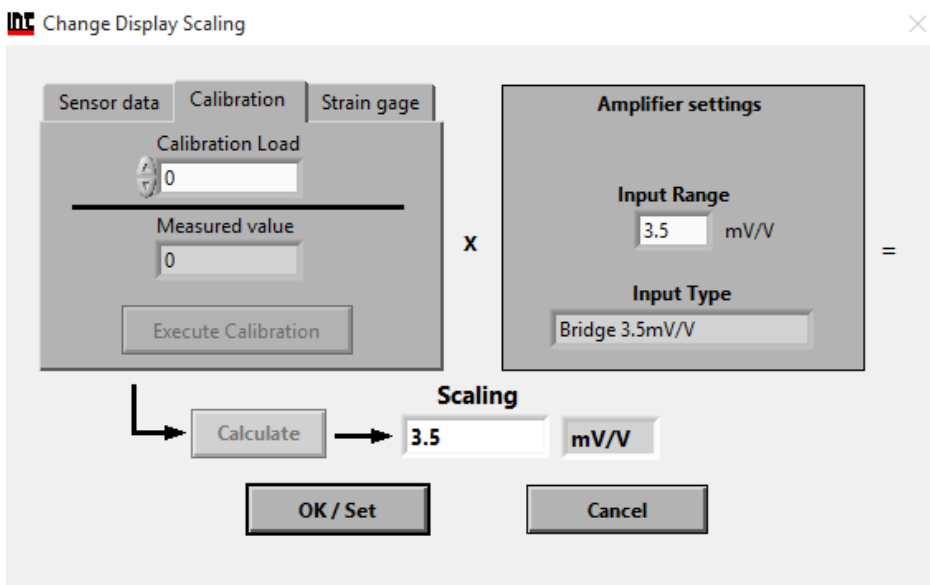 Change Display Scaling
Sensor data
Calibration
Strain gage
Calibration Load
0
Measured value
0
Execute Calibration
x
Amplifier settings
Input Range
3.5 mV/V
Input Type
Bridge 3.5mV/V
=
Scaling
Calculate
3.5
mV/V
OK / Set
Cancel